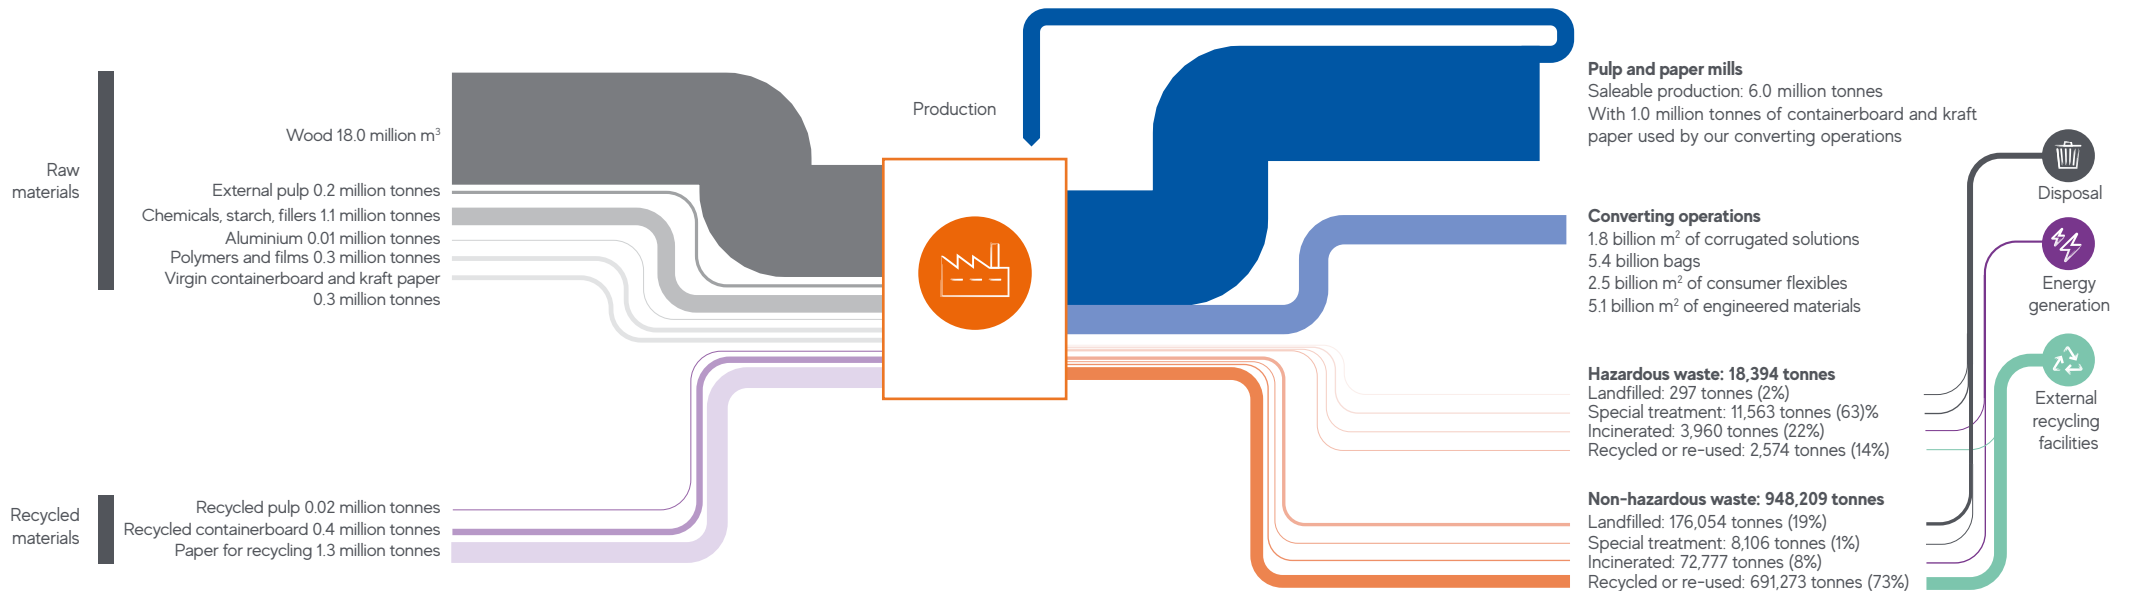 Raw
materials
Wood 18.0 million m³
External pulp 0.2 million tonnes
Chemicals, starch, fillers 1.1 million tonnes
Aluminium 0.01 million tonnes
Polymers and films 0.3 million tonnes
Virgin containerboard and kraft paper
0.3 million tonnes
Recycled
materials
Recycled pulp 0.02 million tonnes
Recycled containerboard 0.4 million tonnes
Paper for recycling 1.3 million tonnes
Production
Pulp and paper mills
Saleable production: 6.0 million tonnes
With 1.0 million tonnes of containerboard and kraft
paper used by our converting operations
Converting operations
1.8 billion m² of corrugated solutions
5.4 billion bags
2.5 billion m² of consumer flexibles
5.1 billion m² of engineered materials
Hazardous waste: 18,394 tonnes
Landfilled: 297 tonnes (2%)
Special treatment: 11,563 tonnes (63)%
Incinerated: 3,960 tonnes (22%)
Recycled or re-used: 2,574 tonnes (14%)
Non-hazardous waste: 948,209 tonnes
Landfilled: 176,054 tonnes (19%)
Special treatment: 8,106 tonnes (1%)
Incinerated: 72,777 tonnes (8%)
Recycled or re-used: 691,273 tonnes (73%)
Disposal
Energy
generation
External
recycling
facilities